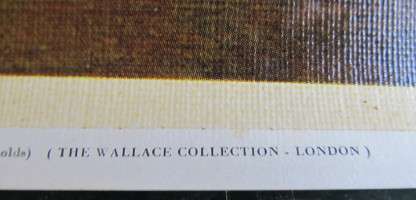 olds) ( THE WALLACE COLLECTION - LONDON )